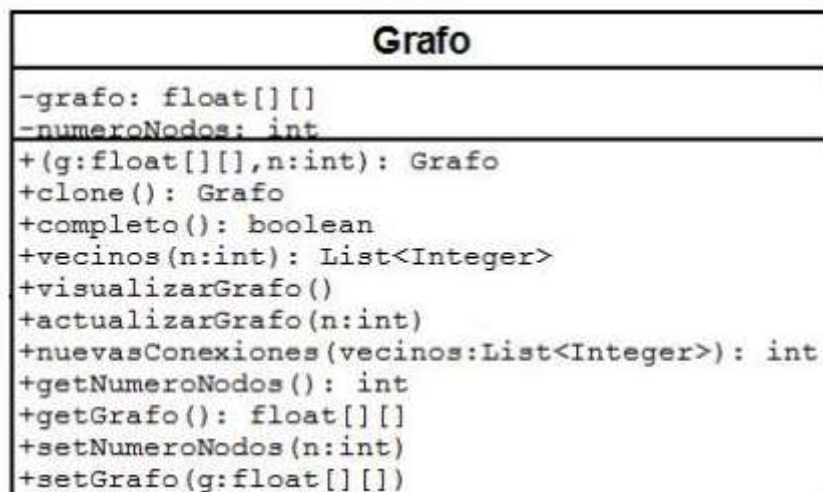 Grafo
-grafo: float[][]
-numeroNodos: int
+(g:float[][],n:int): Grafo
+clone(): Grafo
+completo(): boolean
+vecinos(n:int): List<Integer>
+visualizarGrafo()
+actualizarGrafo(n:int)
+nuevasConexiones(vecinos:List<Integer>): int
+getNumeroNodos(): int
+getGrafo(): float[][]
+setNumeroNodos(n:int)
+setGrafo(g:float[][])